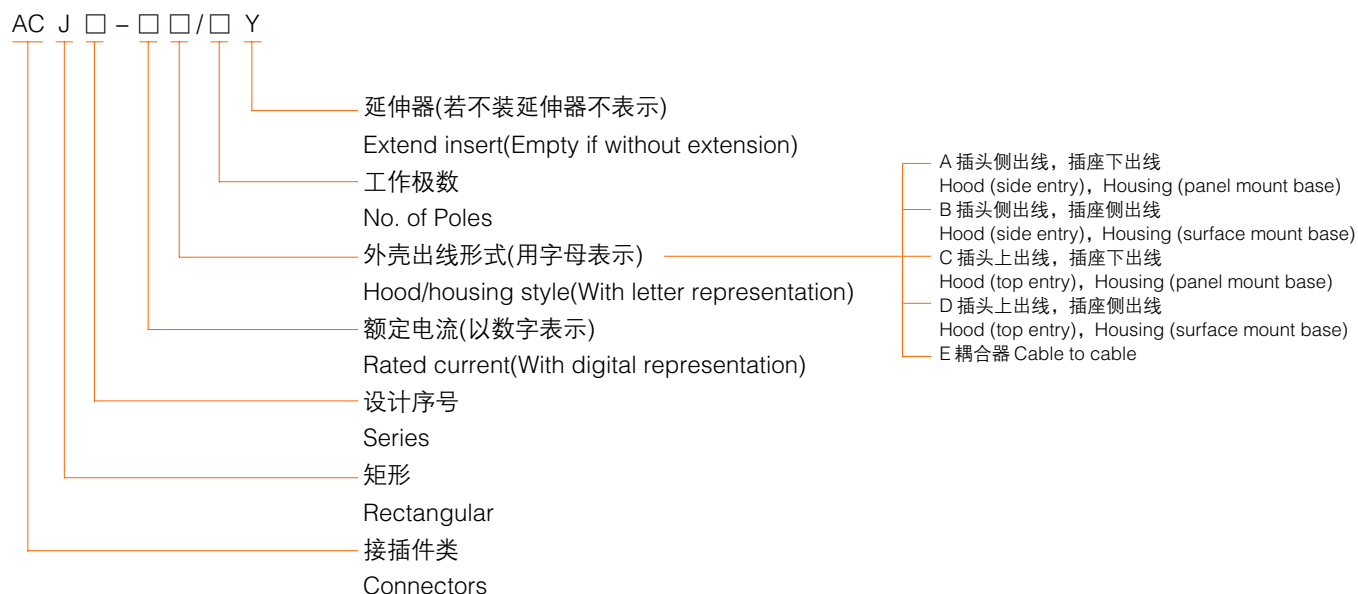 AC J □ – □ □ / □ Y
延伸器(若不装延伸器不表示)
Extend insert(Empty if without extension)
工作极数
No. of Poles
外壳出线形式(用字母表示)
Hood/housing style(With letter representation)
额定电流(以数字表示)
Rated current(With digital representation)
设计序号
Series
矩形
Rectangular
接插件类
Connectors
A 插头侧出线，插座下出线
Hood (side entry)，Housing (panel mount base)
B 插头侧出线，插座侧出线
Hood (side entry)，Housing (surface mount base)
C 插头上出线，插座下出线
Hood (top entry)，Housing (panel mount base)
D 插头上出线，插座侧出线
Hood (top entry)，Housing (surface mount base)
E 耦合器 Cable to cable